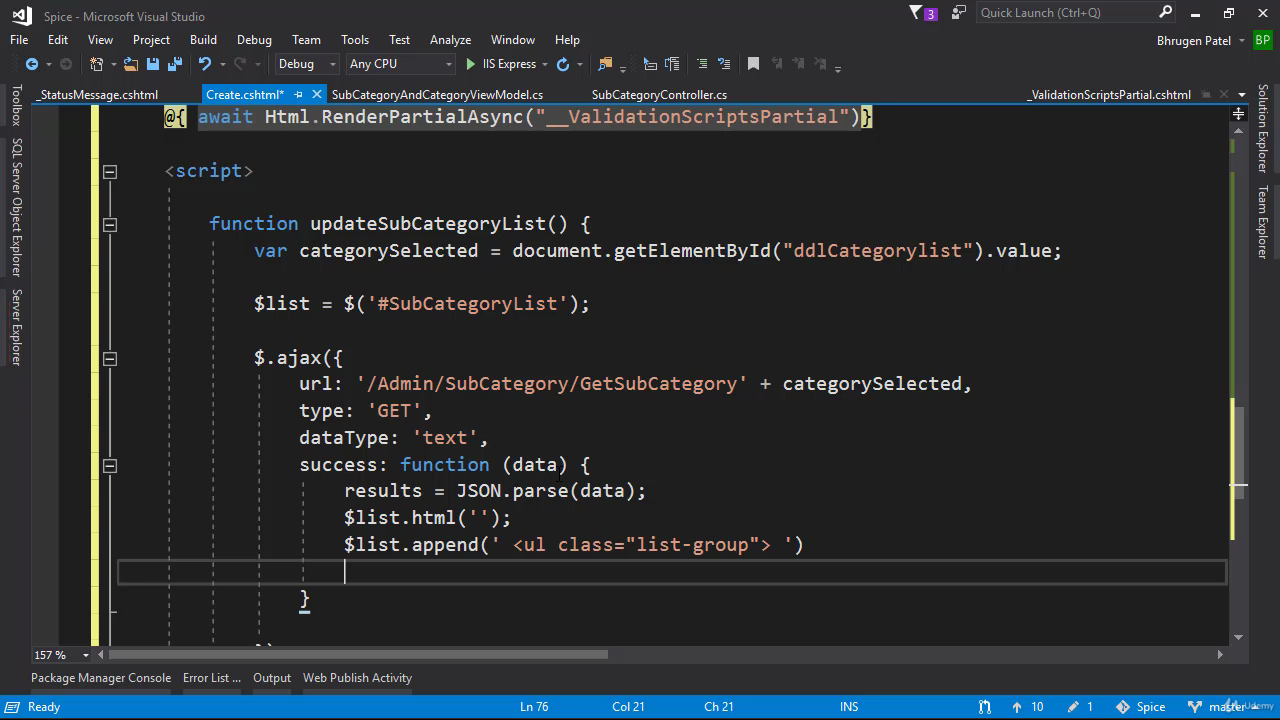 Spice - Microsoft Visual Studio
3
Quick Launch (Ctrl+Q)
File Edit View Project Build Debug Team Tools Test Analyze Window Help
Bhrugen Patel BP
Debug Any CPU IIS Express
_StatusMessage.cshtml Create.cshtml* SubCategoryAndCategoryViewModel.cs SubCategoryController.cs _ValidationScriptsPartial.cshtml
Toolbox
SQL Server Object Explorer
Server Explorer
Solution Explorer
Team Explorer
@{ await Html.RenderPartialAsync("__ValidationScriptsPartial")}
<script>
function updateSubCategoryList() {
var categorySelected = document.getElementById("ddlCategorylist").value;
$list = $('#SubCategoryList');
$.ajax({
url: '/Admin/SubCategory/GetSubCategory' + categorySelected,
type: 'GET',
dataType: 'text',
success: function (data) {
results = JSON.parse(data);
$list.html('');
$list.append(' <ul class="list-group"> ')
}
})
157 %
Package Manager Console Error List ... Output Web Publish Activity
Ready Ln 76 Col 21 Ch 21 INS 10 1 Spice master
Udemy